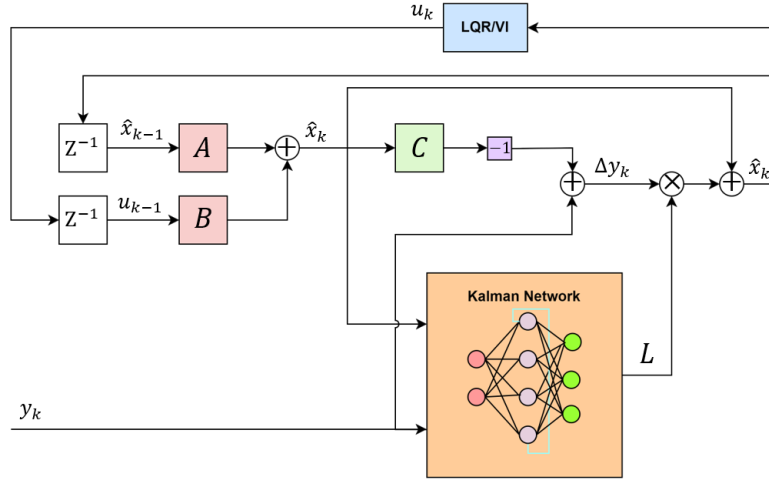 u_k
LQR/VI
Z⁻¹
x̂_{k−1}
A
x̂_k
C
−1
Δy_k
x̂_k
Z⁻¹
u_{k−1}
B
Kalman Network
L
y_k